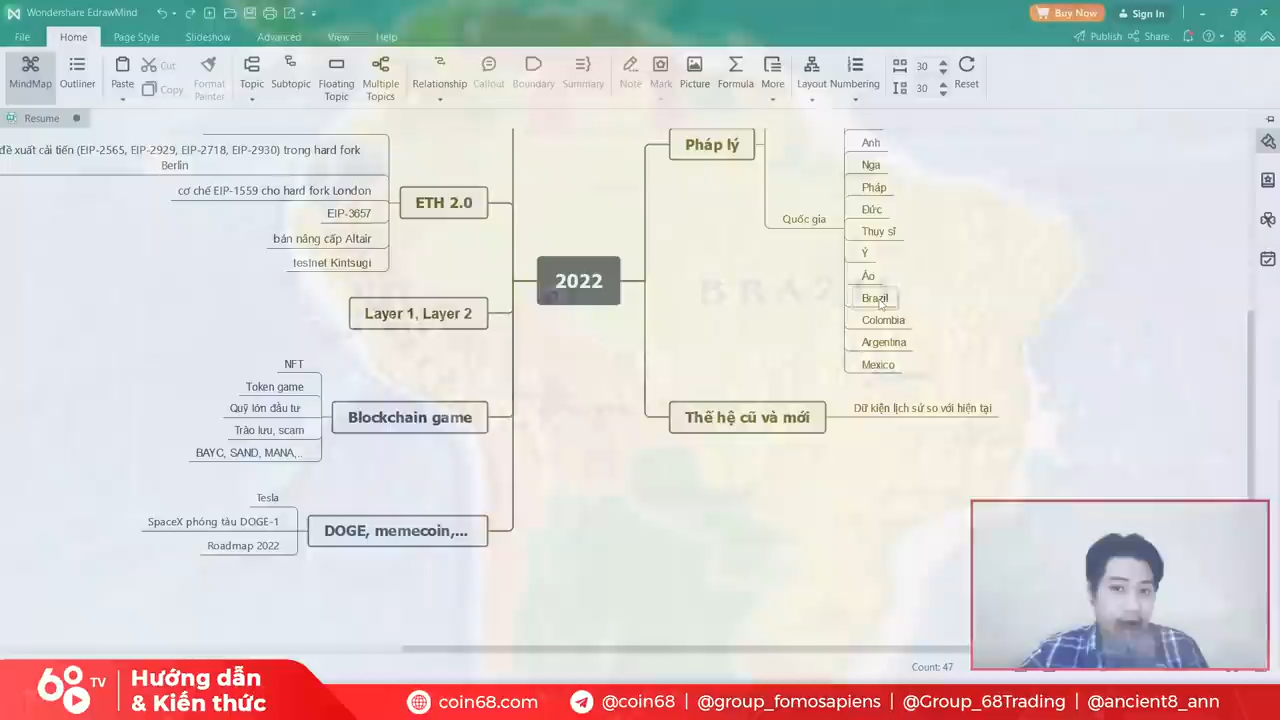 Wondershare EdrawMind
Buy Now
Sign In
File
Home
Page Style
Slideshow
Advanced
View
Help
Publish
Share
MindMap
Outliner
Paste
Cut
Copy
Format Painter
Topic
Subtopic
Floating Topic
Multiple Topics
Relationship
Callout
Boundary
Summary
Note
Mark
Picture
Formula
More
Layout
Numbering
30
30
Reset
Resume
đề xuất cải tiến (EIP-2565, EIP-2929, EIP-2718, EIP-2930) trong hard fork
Berlin
cơ chế EIP-1559 cho hard fork London
EIP-3657
bản nâng cấp Altair
testnet Kintsugi
ETH 2.0
Layer 1, Layer 2
NFT
Token game
Quỹ lớn đầu tư
Trào lưu, scam
BAYC, SAND, MANA,..
Blockchain game
Tesla
SpaceX phóng tàu DOGE-1
Roadmap 2022
DOGE, memecoin,...
2022
Pháp lý
Quốc gia
Anh
Nga
Pháp
Đức
Thụy sĩ
Ý
Áo
Brazil
Colombia
Argentina
Mexico
BRAZIL
Thế hệ cũ và mới
Dữ kiện lịch sử so với hiện tại
Count: 47
68 TV
Hướng dẫn
& Kiến thức
coin68.com
@coin68 | @group_fomosapiens | @Group_68Trading | @ancient8_ann